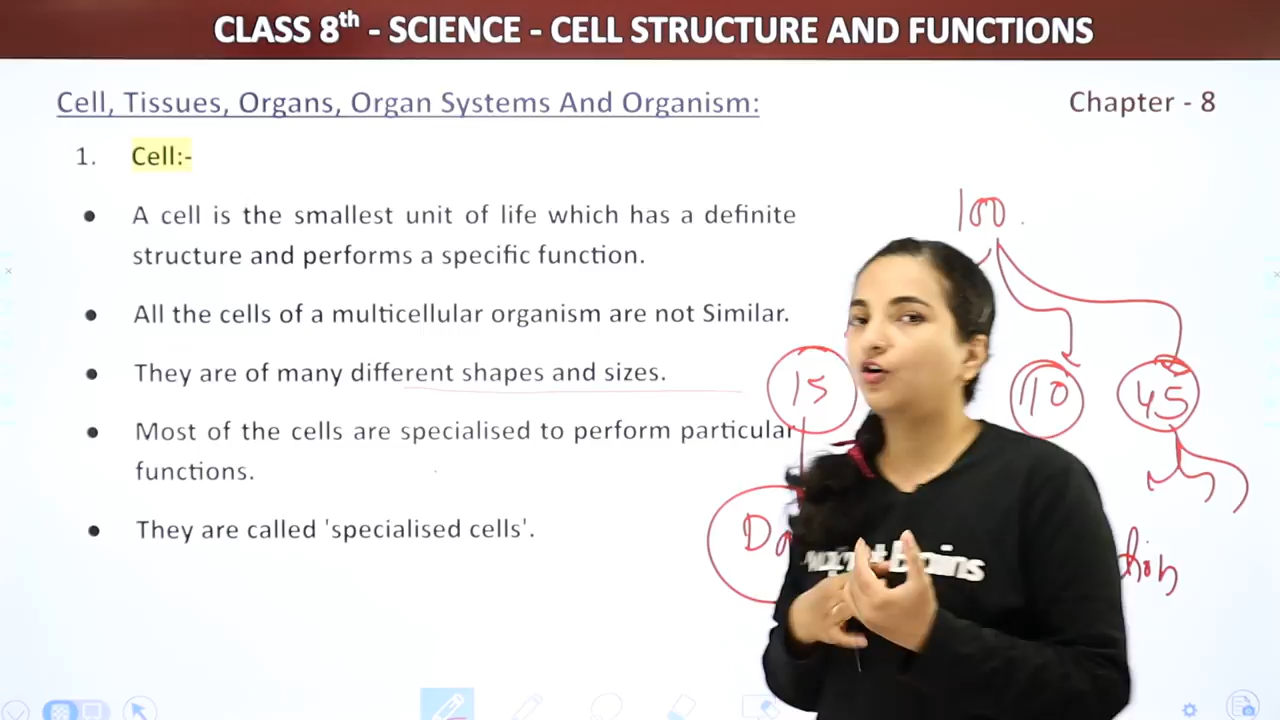 CLASS 8th - SCIENCE - CELL STRUCTURE AND FUNCTIONS
Cell, Tissues, Organs, Organ Systems And Organism:
Chapter - 8
1. Cell:-
● A cell is the smallest unit of life which has a definite
structure and performs a specific function.
● All the cells of a multicellular organism are not Similar.
● They are of many different shapes and sizes.
● Most of the cells are specialised to perform particular
functions.
● They are called 'specialised cells'.
100
15
110
45